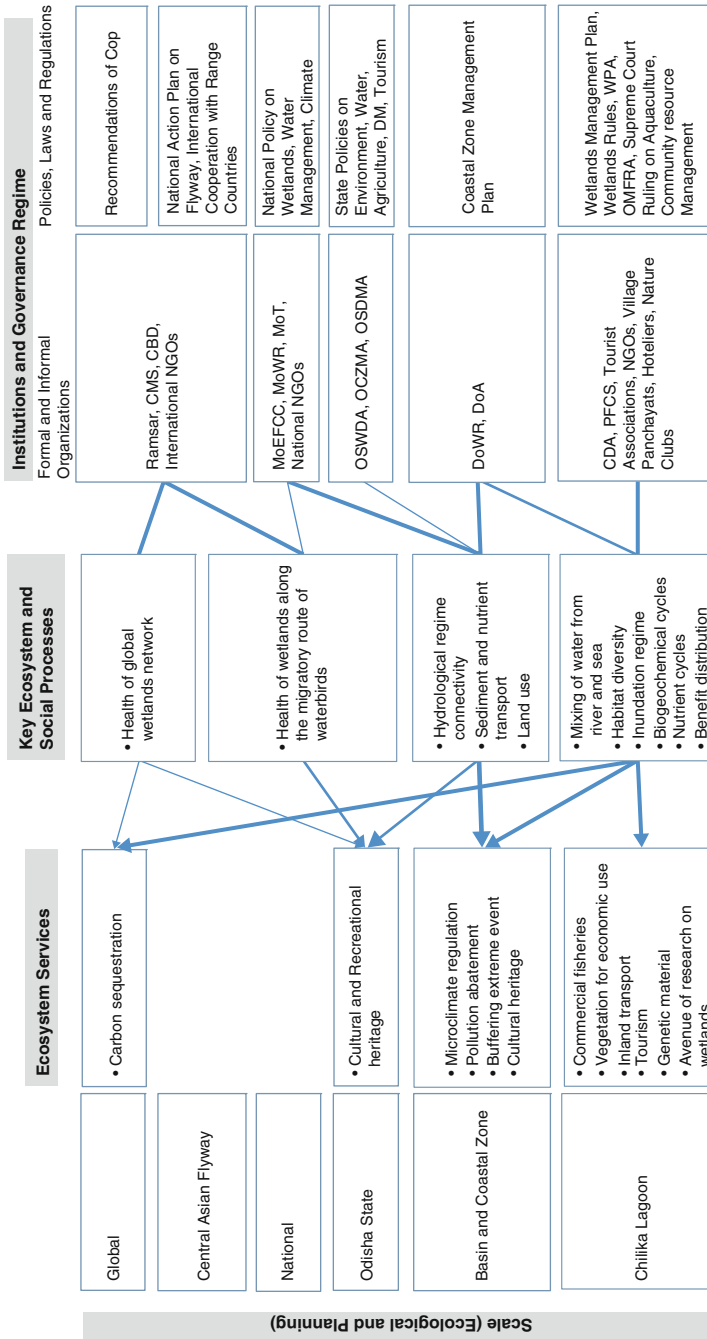 Scale (Ecological and Planning)
Global
Central Asian Flyway
National
Odisha State
Basin and Coastal Zone
Chilika Lagoon
Ecosystem Services
• Carbon sequestration
• Cultural and Recreational
heritage
• Microclimate regulation
• Pollution abatement
• Buffering extreme event
• Cultural heritage
• Commercial fisheries
• Vegetation for economic use
• Inland transport
• Tourism
• Genetic material
• Avenue of research on
wetlands
Key Ecosystem and
Social Processes
• Health of global
wetlands network
• Health of wetlands along
the migratory route of
waterbirds
• Hydrological regime
connectivity
• Sediment and nutrient
transport
• Land use
• Mixing of water from
river and sea
• Habitat diversity
• Inundation regime
• Biogeochemical cycles
• Nutrient cycles
• Benefit distribution
Institutions and Governance Regime
Formal and Informal
Organizations
Ramsar, CMS, CBD,
International NGOs
MoEFCC, MoWR, MoT,
National NGOs
OSWDA, OCZMA, OSDMA
DoWR, DoA
CDA, PFCS, Tourist
Associations, NGOs, Village
Panchayats, Hoteliers, Nature
Clubs
Policies, Laws and Regulations
Recommendations of Cop
National Action Plan on
Flyway, International
Cooperation with Range
Countries
National Policy on
Wetlands, Water
Management, Climate
State Policies on
Environment, Water,
Agriculture, DM, Tourism
Coastal Zone Management
Plan
Wetlands Management Plan,
Wetlands Rules, WPA,
OMFRA, Supreme Court
Ruling on Aquaculture,
Community resource
Management